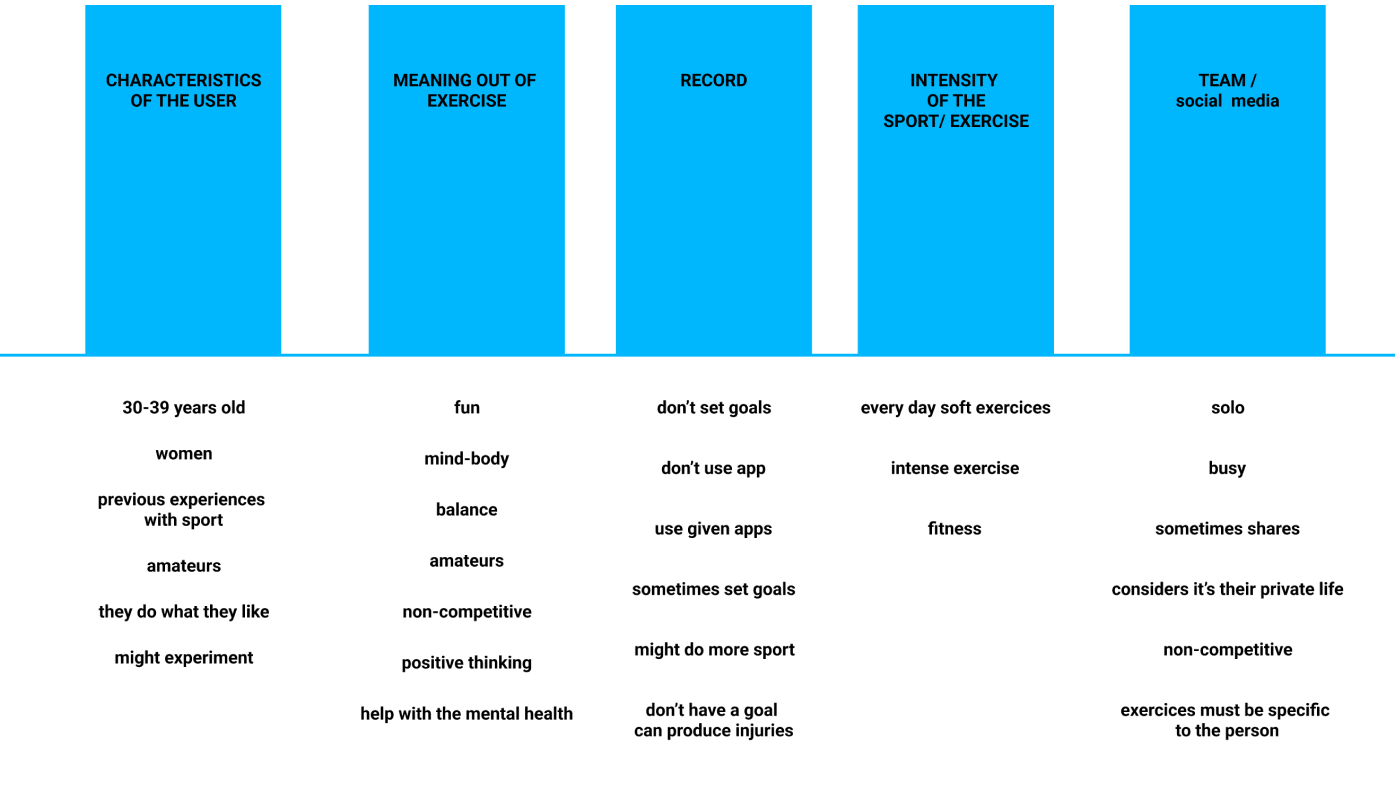 CHARACTERISTICS
OF THE USER
MEANING OUT OF
EXERCISE
RECORD
INTENSITY
OF THE
SPORT/ EXERCISE
TEAM /
social media
30-39 years old
women
previous experiences
with sport
amateurs
they do what they like
might experiment
fun
mind-body
balance
amateurs
non-competitive
positive thinking
help with the mental health
don’t set goals
don’t use app
use given apps
sometimes set goals
might do more sport
don’t have a goal
can produce injuries
every day soft exercices
intense exercise
fitness
solo
busy
sometimes shares
considers it’s their private life
non-competitive
exercices must be specific
to the person